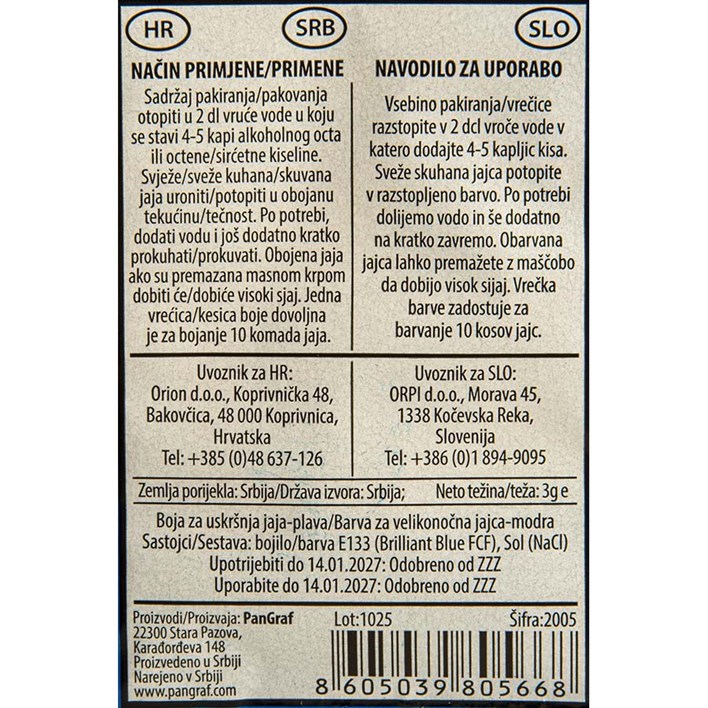 HR
SRB
NAČIN PRIMJENE/PRIMENE
Sadržaj pakiranja/pakovanja
otopiti u 2 dl vruće vode u koju
se stavi 4-5 kapi alkoholnog octa
ili octene/sirćetne kiseline.
Svježe/sveže kuhana/skuvana
jaja uroniti/potopiti u obojanu
tekućinu/tečnost. Po potrebi,
dodati vodu i još dodatno kratko
prokuhati/prokuvati. Obojena jaja
ako su premazana masnom krpom
dobiti će/dobiće visoki sjaj. Jedna
vrećica/kesica boje dovoljna
je za bojanje 10 komada jaja.
SLO
NAVODILO ZA UPORABO
Vsebino pakiranja/vrečice
razstopite v 2 dcl vroče vode v
katero dodajte 4-5 kapljic kisa.
Sveže skuhana jajca potopite
v razstopljeno barvo. Po potrebi
dolijemo vodo in še dodatno
na kratko zavremo. Obarvana
jajca lahko premažete z maščobo
da dobijo visok sijaj. Vrečka
barve zadostuje za
barvanje 10 kosov jajc.
Uvoznik za HR:
Orion d.o.o., Koprivnička 48,
Bakovčica, 48 000 Koprivnica,
Hrvatska
Tel: +385 (0)48 637-126
Uvoznik za SLO:
ORPI d.o.o., Morava 45,
1338 Kočevska Reka,
Slovenija
Tel: +386 (0)1 894-9095
Zemlja porijekla: Srbija/Država izvora: Srbija; Neto težina/teža: 3g e
Boja za uskršnja jaja-plava/Barva za velikonočna jajca-modra
Sastojci/Sestava: bojilo/barva E133 (Brilliant Blue FCF), Sol (NaCl)
Upotrijebiti do 14.01.2027: Odobreno od ZZZ
Uporabite do 14.01.2027: Odobreno od ZZZ
Proizvodi/Proizvaja: PanGraf
22300 Stara Pazova,
Karađorđeva 148
Proizvedeno u Srbiji
Narejeno v Srbiji
www.pangraf.com
Lot:1025 Šifra:2005
8 605039 805668